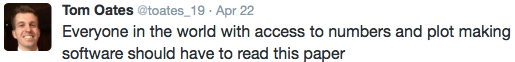 Tom Oates @toates_19 · Apr 22
Everyone in the world with access to numbers and plot making
software should have to read this paper